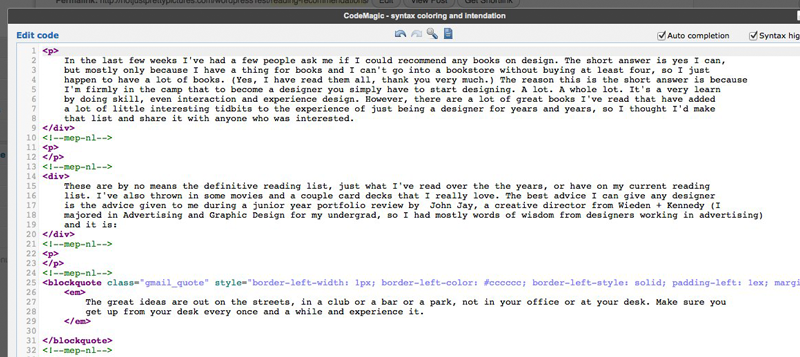 Permalink: http://notjustprettypictures.com/wordpress/test/reading-recommendations Edit View Post Get Shortlink
CodeMagic - syntax coloring and intendation
Edit code Auto completion Syntax hig
1 <p>
2 In the last few weeks I've had a few people ask me if I could recommend any books on design. The short answer is yes I can,
3 but mostly only because I have a thing for books and I can't go into a bookstore without buying at least four, so I just
4 happen to have a lot of books. (Yes, I have read them all, thank you very much.) The reason this is the short answer is because
5 I'm firmly in the camp that to become a designer you simply have to start designing. A lot. A whole lot. It's a very learn
6 by doing skill, even interaction and experience design. However, there are a lot of great books I've read that have added
7 a lot of little interesting tidbits to the experience of just being a designer for years and years, so I thought I'd make
8 that list and share it with anyone who was interested.
9 </div>
10 <!--mep-nl-->
11 <p>
12 </p>
13 <!--mep-nl-->
14 <div>
15 These are by no means the definitive reading list, just what I've read over the the years, or have on my current reading
16 list. I've also thrown in some movies and a couple card decks that I really love. The best advice I can give any designer
17 is the advice given to me during a junior year portfolio review by John Jay, a creative director from Wieden + Kennedy (I
18 majored in Advertising and Graphic Design for my undergrad, so I had mostly words of wisdom from designers working in advertising)
19 and it is:
20 </div>
21 <!--mep-nl-->
22 <p>
23 </p>
24 <!--mep-nl-->
25 <blockquote class="gmail_quote" style="border-left-width: 1px; border-left-color: #cccccc; border-left-style: solid; padding-left: 1ex; margi
26 <em>
27 The great ideas are out on the streets, in a club or a bar or a park, not in your office or at your desk. Make sure you
28 get up from your desk every once and a while and experience it.
29 </em>
30
31 </blockquote>
32 <!--mep-nl-->